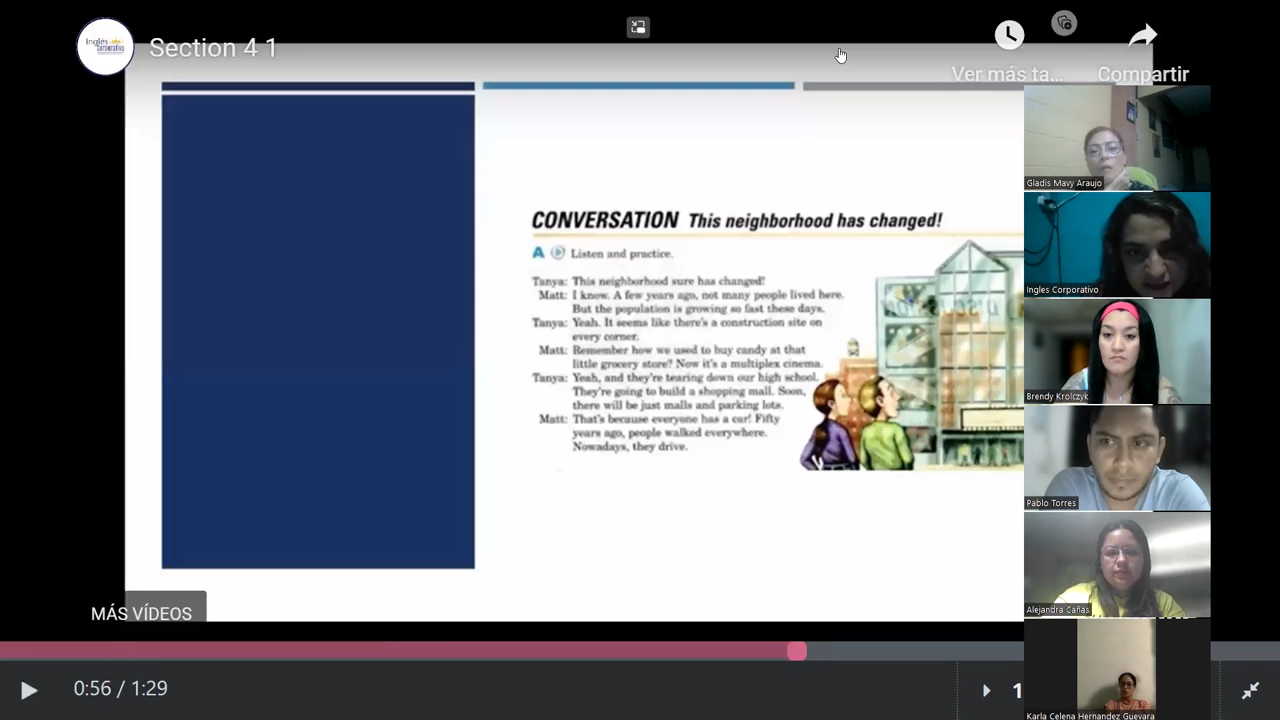 Inglés
Corporativo
Section 4 1
Ver más ta...
Compartir
CONVERSATION This neighborhood has changed!
A Listen and practice.
Tanya: This neighborhood sure has changed!
Matt: I know. A few years ago, not many people lived here.
But the population is growing so fast these days.
Tanya: Yeah. It seems like there's a construction site on
every corner.
Matt: Remember how we used to buy candy at that
little grocery store? Now it's a multiplex cinema.
Tanya: Yeah, and they're tearing down our high school.
They're going to build a shopping mall. Soon,
there will be just malls and parking lots.
Matt: That's because everyone has a car! Fifty
years ago, people walked everywhere.
Nowadays, they drive.
MÁS VÍDEOS
0:56 / 1:29
1
Gladis Mavy Araujo
Ingles Corporativo
Brendy Krolczyk
Pablo Torres
Alejandra Cañas
Karla Celena Hernandez Guevara